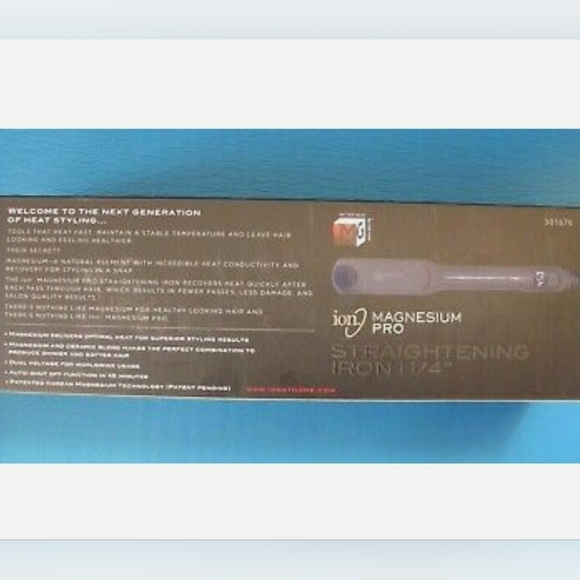 WELCOME TO THE NEXT GENERATION
OF HEAT STYLING...
TOOLS THAT HEAT FAST, MAINTAIN A STABLE TEMPERATURE AND LEAVE HAIR
LOOKING AND FEELING HEALTHIER.
THEIR SECRET?
MAGNESIUM—A NATURAL ELEMENT WITH INCREDIBLE HEAT CONDUCTIVITY AND
RECOVERY FOR STYLING IN A SNAP.
THE ion MAGNESIUM PRO STRAIGHTENING IRON RECOVERS HEAT QUICKLY AFTER
EACH PASS THROUGH HAIR, WHICH RESULTS IN FEWER PASSES, LESS DAMAGE, AND
SALON-QUALITY RESULTS.
THERE'S NOTHING LIKE MAGNESIUM FOR HEALTHY LOOKING HAIR AND
THERE'S NOTHING LIKE ion MAGNESIUM PRO.
• MAGNESIUM DELIVERS OPTIMAL HEAT FOR SUPERIOR STYLING RESULTS
• MAGNESIUM AND CERAMIC BLEND MAKES THE PERFECT COMBINATION TO
PRODUCE SHINIER AND SOFTER HAIR
• DUAL VOLTAGE FOR WORLDWIDE USAGE
• AUTO SHUT OFF FUNCTION IN 45 MINUTES
• PATENTED KOREAN MAGNESIUM TECHNOLOGY (PATENT PENDING)
MG
301676
ion MAGNESIUM
PRO
STRAIGHTENING
IRON | 1 1/4"